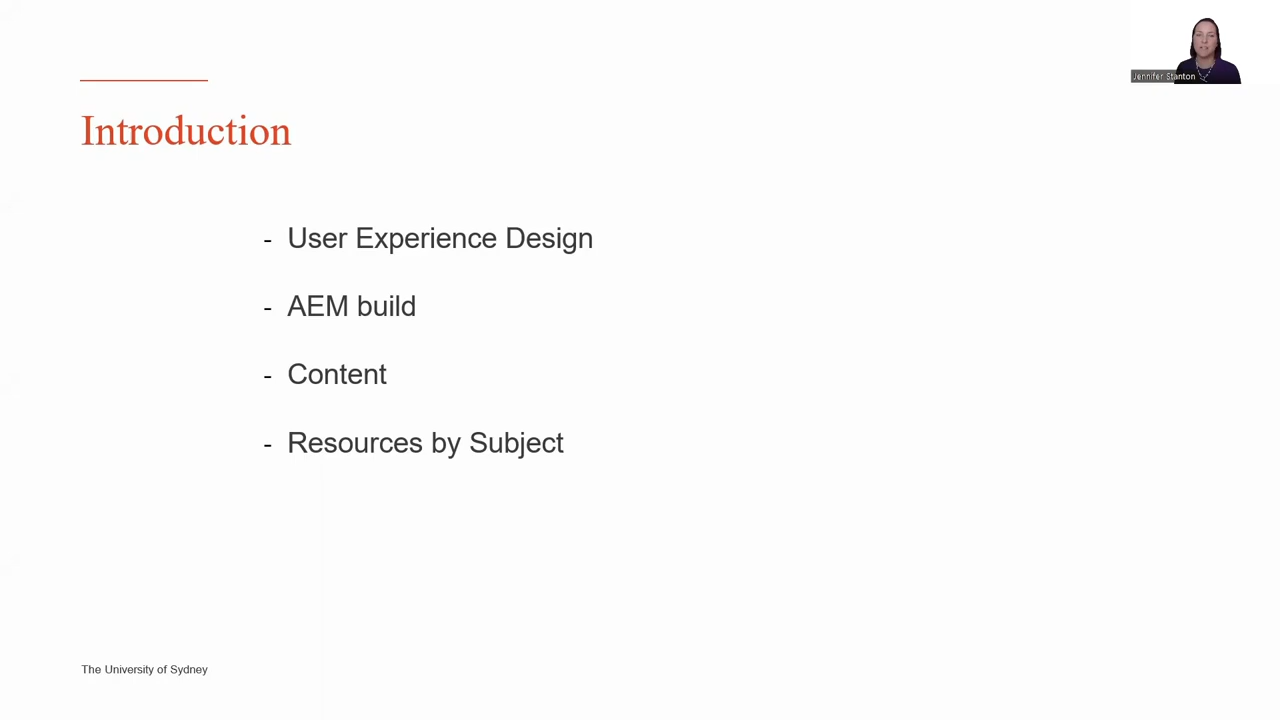 Jennifer Stanton
Introduction
- User Experience Design
- AEM build
- Content
- Resources by Subject
The University of Sydney